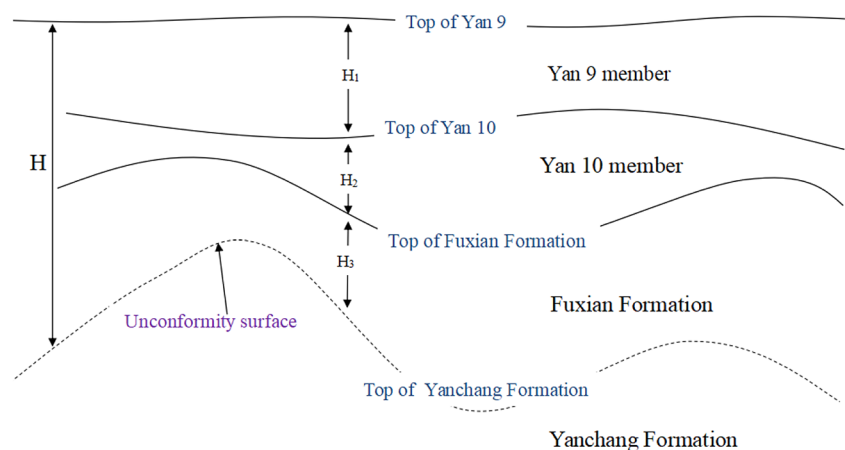 Top of Yan 9
H₁
Yan 9 member
Top of Yan 10
H
H₂
Yan 10 member
Top of Fuxian Formation
H₃
Fuxian Formation
Unconformity surface
Top of Yanchang Formation
Yanchang Formation